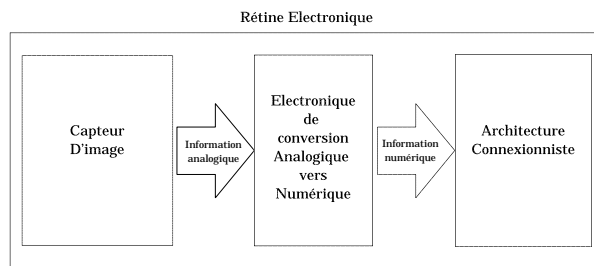 Rétine Electronique
Capteur
D'image
Information
analogique
Electronique
de
conversion
Analogique
vers
Numérique
Information
numérique
Architecture
Connexionniste